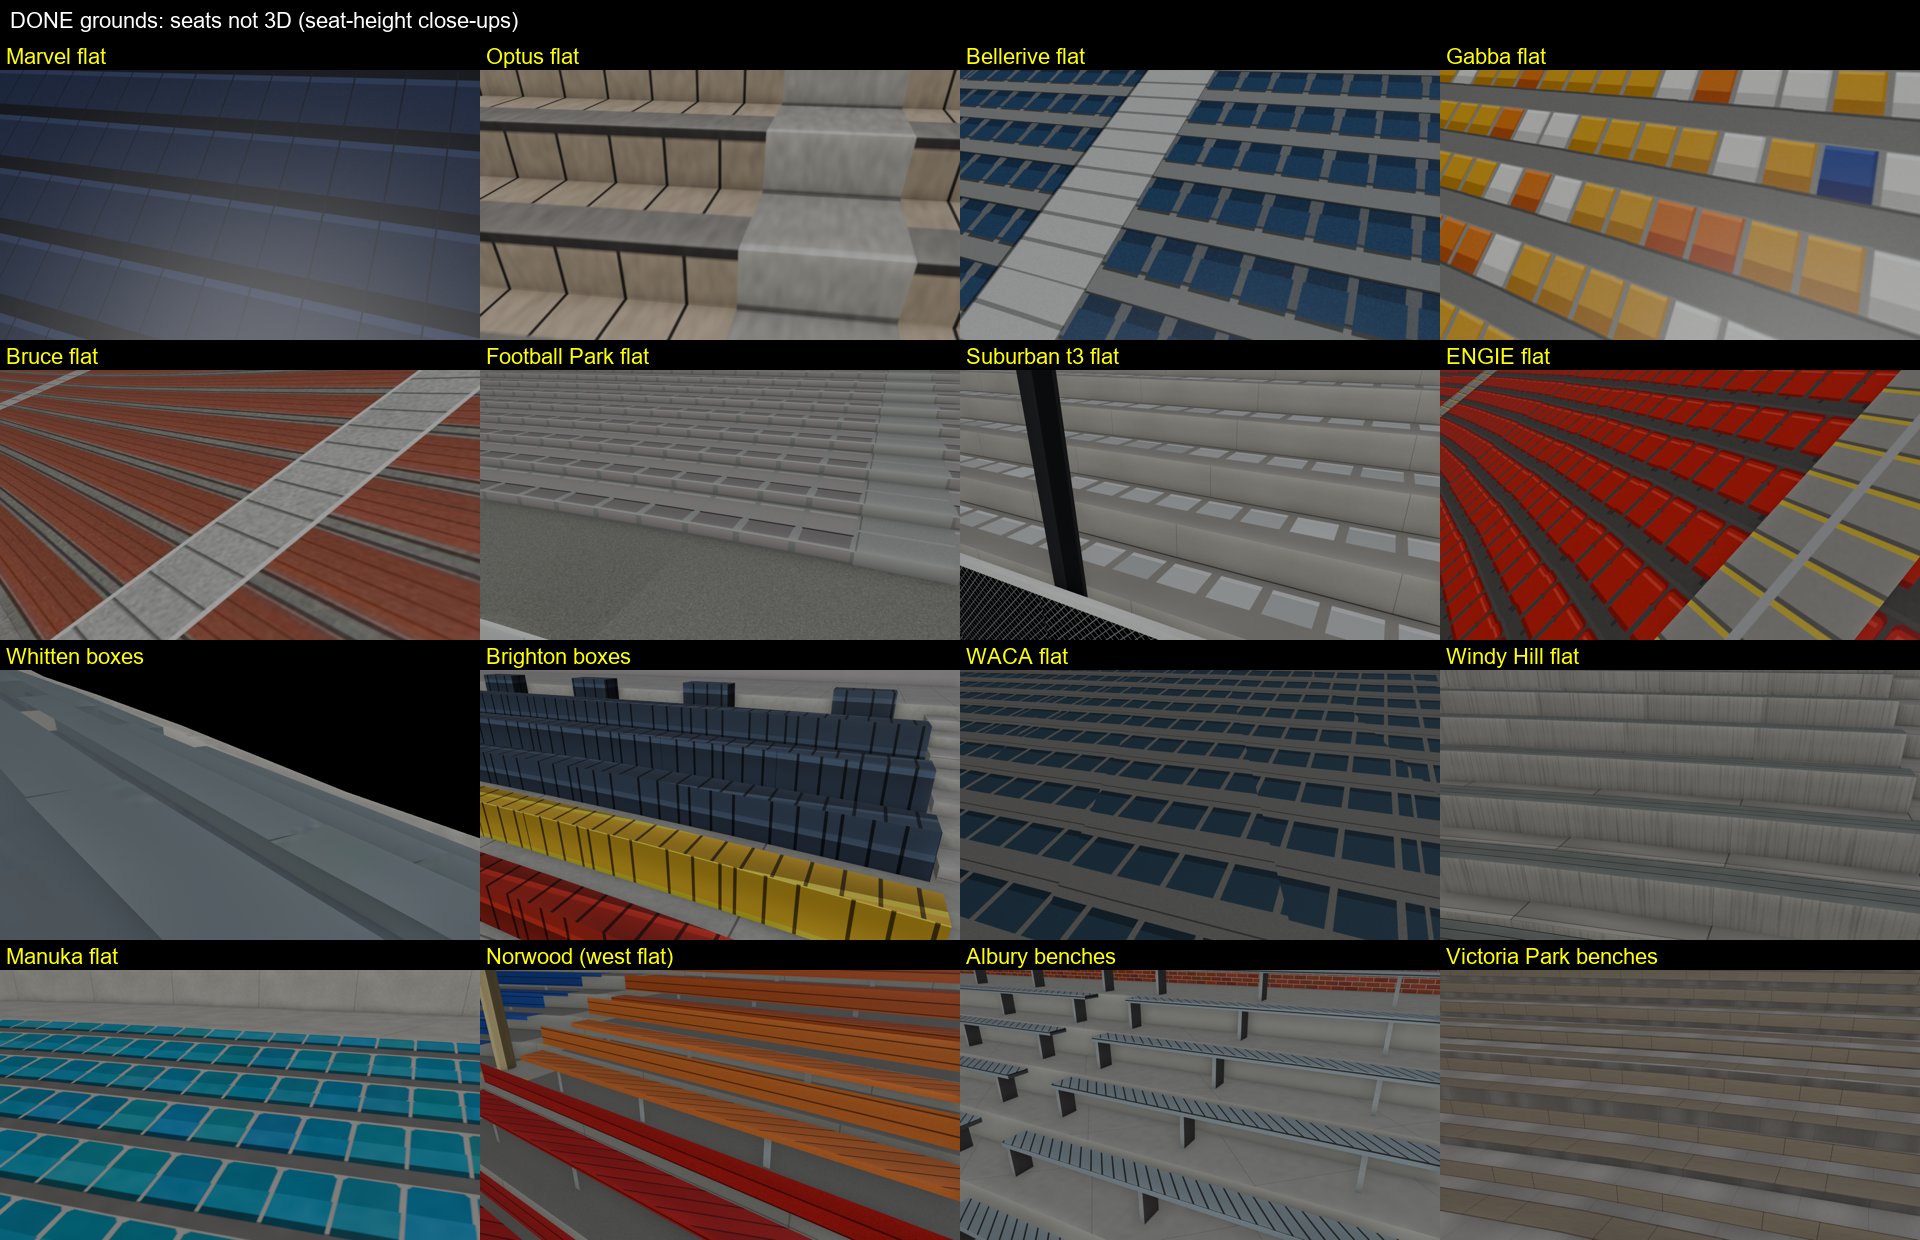 DONE grounds: seats not 3D (seat-height close-ups)
Marvel flat
Optus flat
Bellerive flat
Gabba flat
Bruce flat
Football Park flat
Suburban t3 flat
ENGIE flat
Whitten boxes
Brighton boxes
WACA flat
Windy Hill flat
Manuka flat
Norwood (west flat)
Albury benches
Victoria Park benches